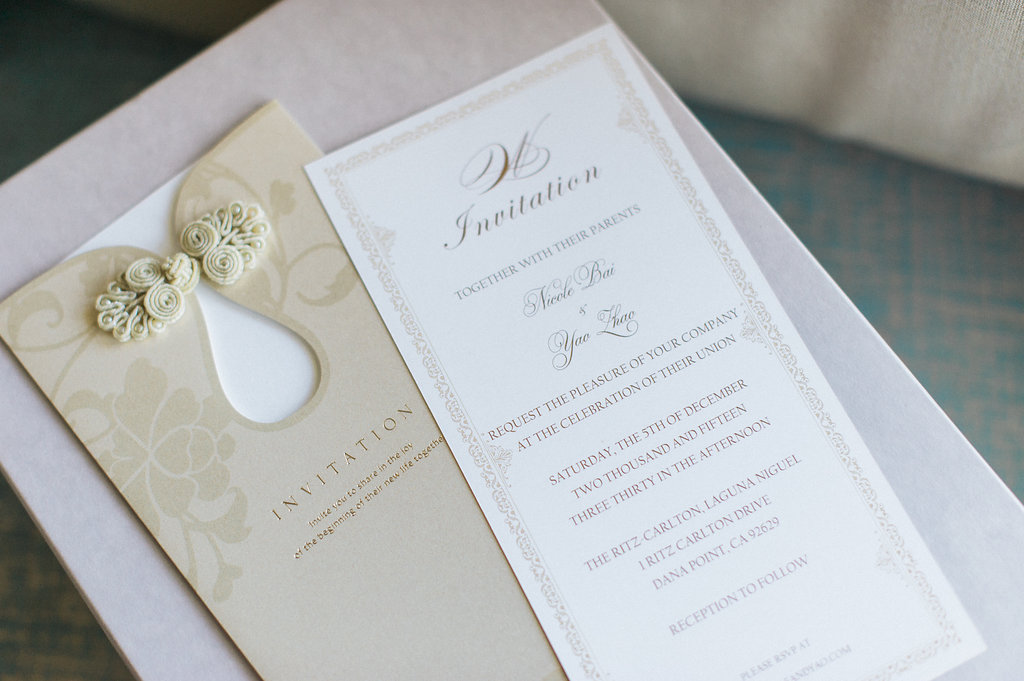 INVITATION
Invite you to share in the joy
of the beginning of their new life
Invitation
TOGETHER WITH THEIR PARENTS
Nicole Bai
&
Yao Zhao
REQUEST THE PLEASURE OF YOUR COMPANY
AT THE CELEBRATION OF THEIR UNION
SATURDAY, THE 5TH OF DECEMBER
TWO THOUSAND AND FIFTEEN
THREE THIRTY IN THE AFTERNOON
THE RITZ-CARLTON, LAGUNA NIGUEL
1 RITZ CARLTON DRIVE
DANA POINT, CA 92629
RECEPTION TO FOLLOW
PLEASE RSVP AT